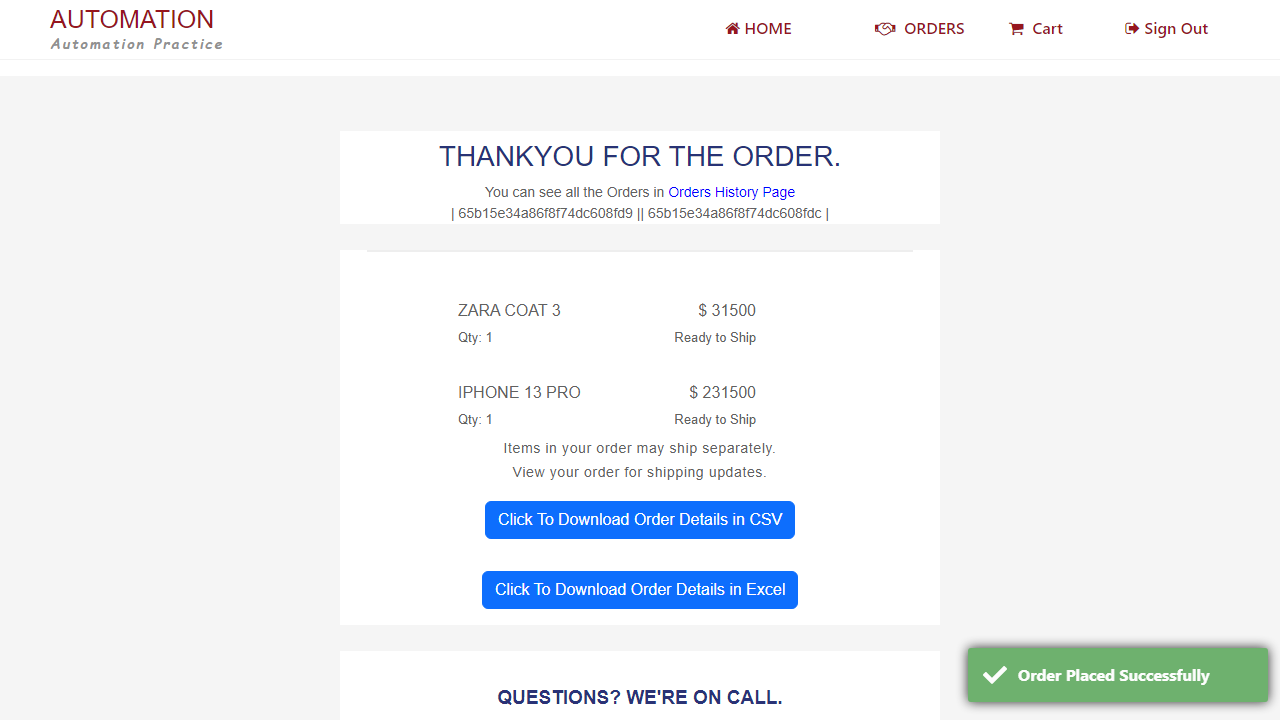 AUTOMATION
Automation Practice
HOME
ORDERS
Cart
Sign Out
THANKYOU FOR THE ORDER.
You can see all the Orders in Orders History Page
| 65b15e34a86f8f74dc608fd9 || 65b15e34a86f8f74dc608fdc |
ZARA COAT 3 $ 31500
Qty: 1 Ready to Ship
IPHONE 13 PRO $ 231500
Qty: 1 Ready to Ship
Items in your order may ship separately.
View your order for shipping updates.
Click To Download Order Details in CSV
Click To Download Order Details in Excel
QUESTIONS? WE'RE ON CALL.
Order Placed Successfully